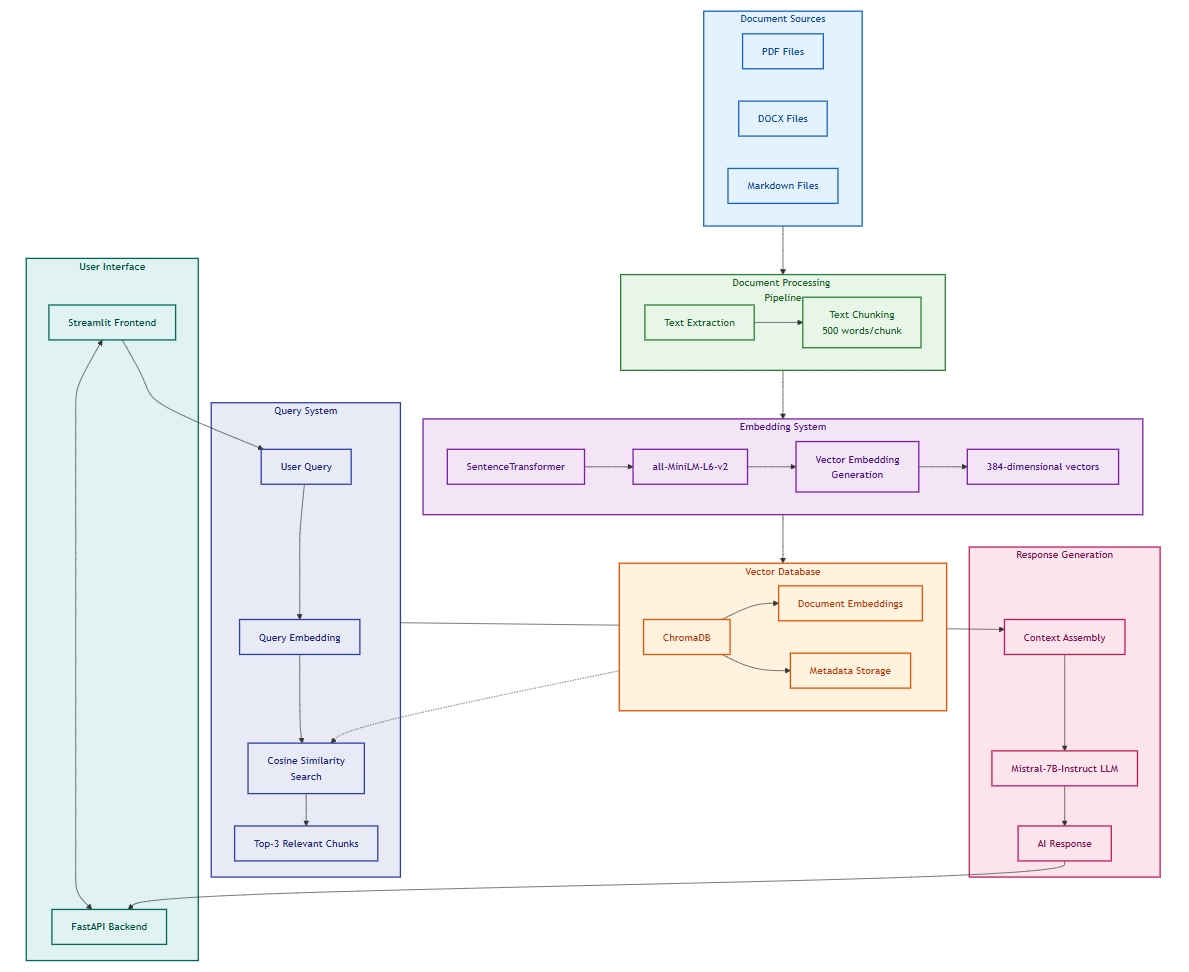 Document Sources
PDF Files
DOCX Files
Markdown Files
Document Processing
Pipeline
Text Extraction
Text Chunking
500 words/chunk
Embedding System
SentenceTransformer
all-MiniLM-L6-v2
Vector Embedding
Generation
384-dimensional vectors
User Interface
Streamlit Frontend
FastAPI Backend
Query System
User Query
Query Embedding
Cosine Similarity
Search
Top-3 Relevant Chunks
Vector Database
ChromaDB
Document Embeddings
Metadata Storage
Response Generation
Context Assembly
Mistral-7B-Instruct LLM
AI Response